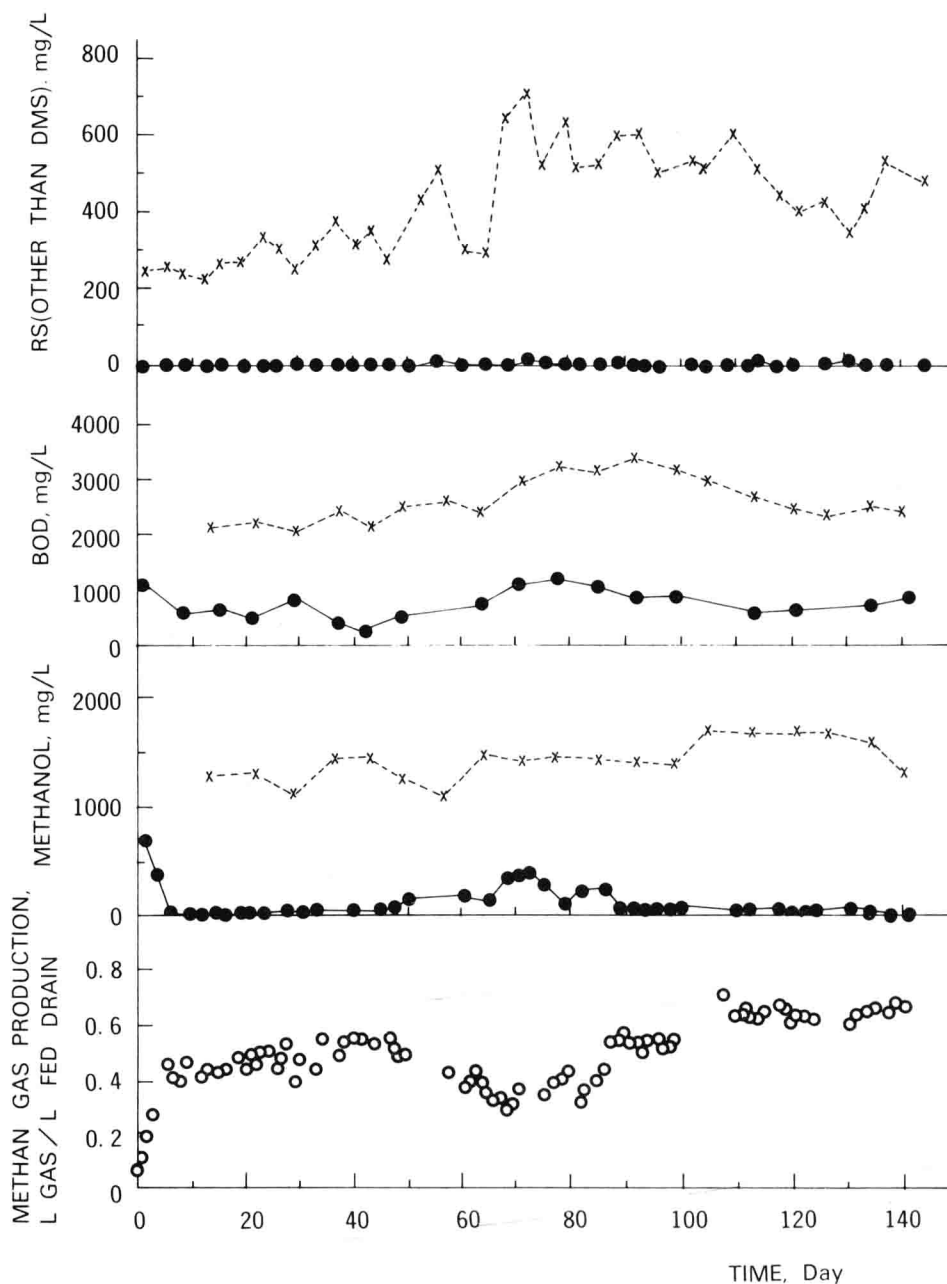 RS(OTHER THAN DMS). mg/L
800
600
400
200
0
BOD, mg/L
4000
3000
2000
1000
0
METHANOL, mg/L
2000
1000
0
METHAN GAS PRODUCTION,
L GAS/L FED DRAIN
0.8
0.6
0.4
0.2
0
0 20 40 60 80 100 120 140
TIME, Day